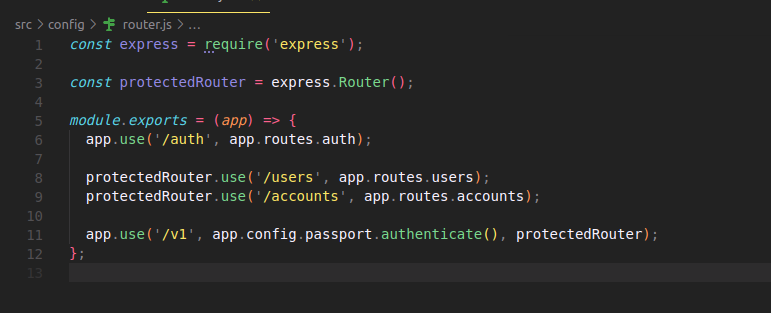 src > config > router.js > ...
1 const express = require('express');
2
3 const protectedRouter = express.Router();
4
5 module.exports = (app) => {
6 app.use('/auth', app.routes.auth);
7
8 protectedRouter.use('/users', app.routes.users);
9 protectedRouter.use('/accounts', app.routes.accounts);
10
11 app.use('/v1', app.config.passport.authenticate(), protectedRouter);
12 };
13